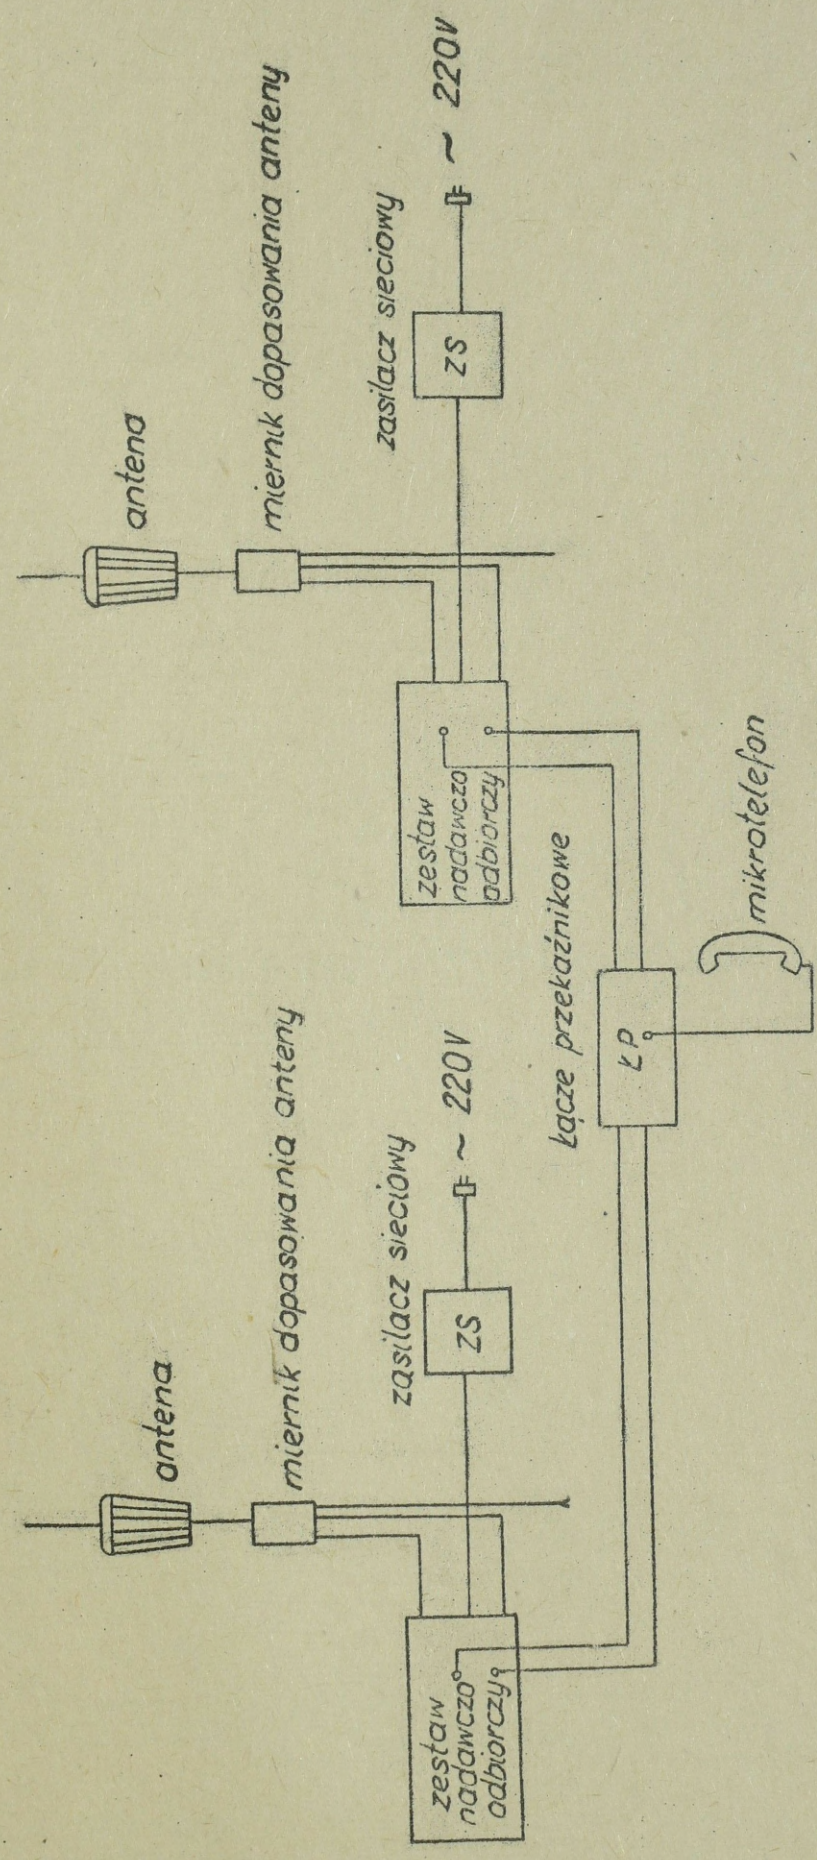 antena
miernik dopasowania anteny
zasilacz sieciowy
ZS
~ 220V
zestaw
nadawczo
odbiorczy
antena
miernik dopasowania anteny
zasilacz sieciowy
ZS
~ 220V
zestaw
nadawczo
odbiorczy
łącze przekaźnikowe
ŁP
mikrotelefon